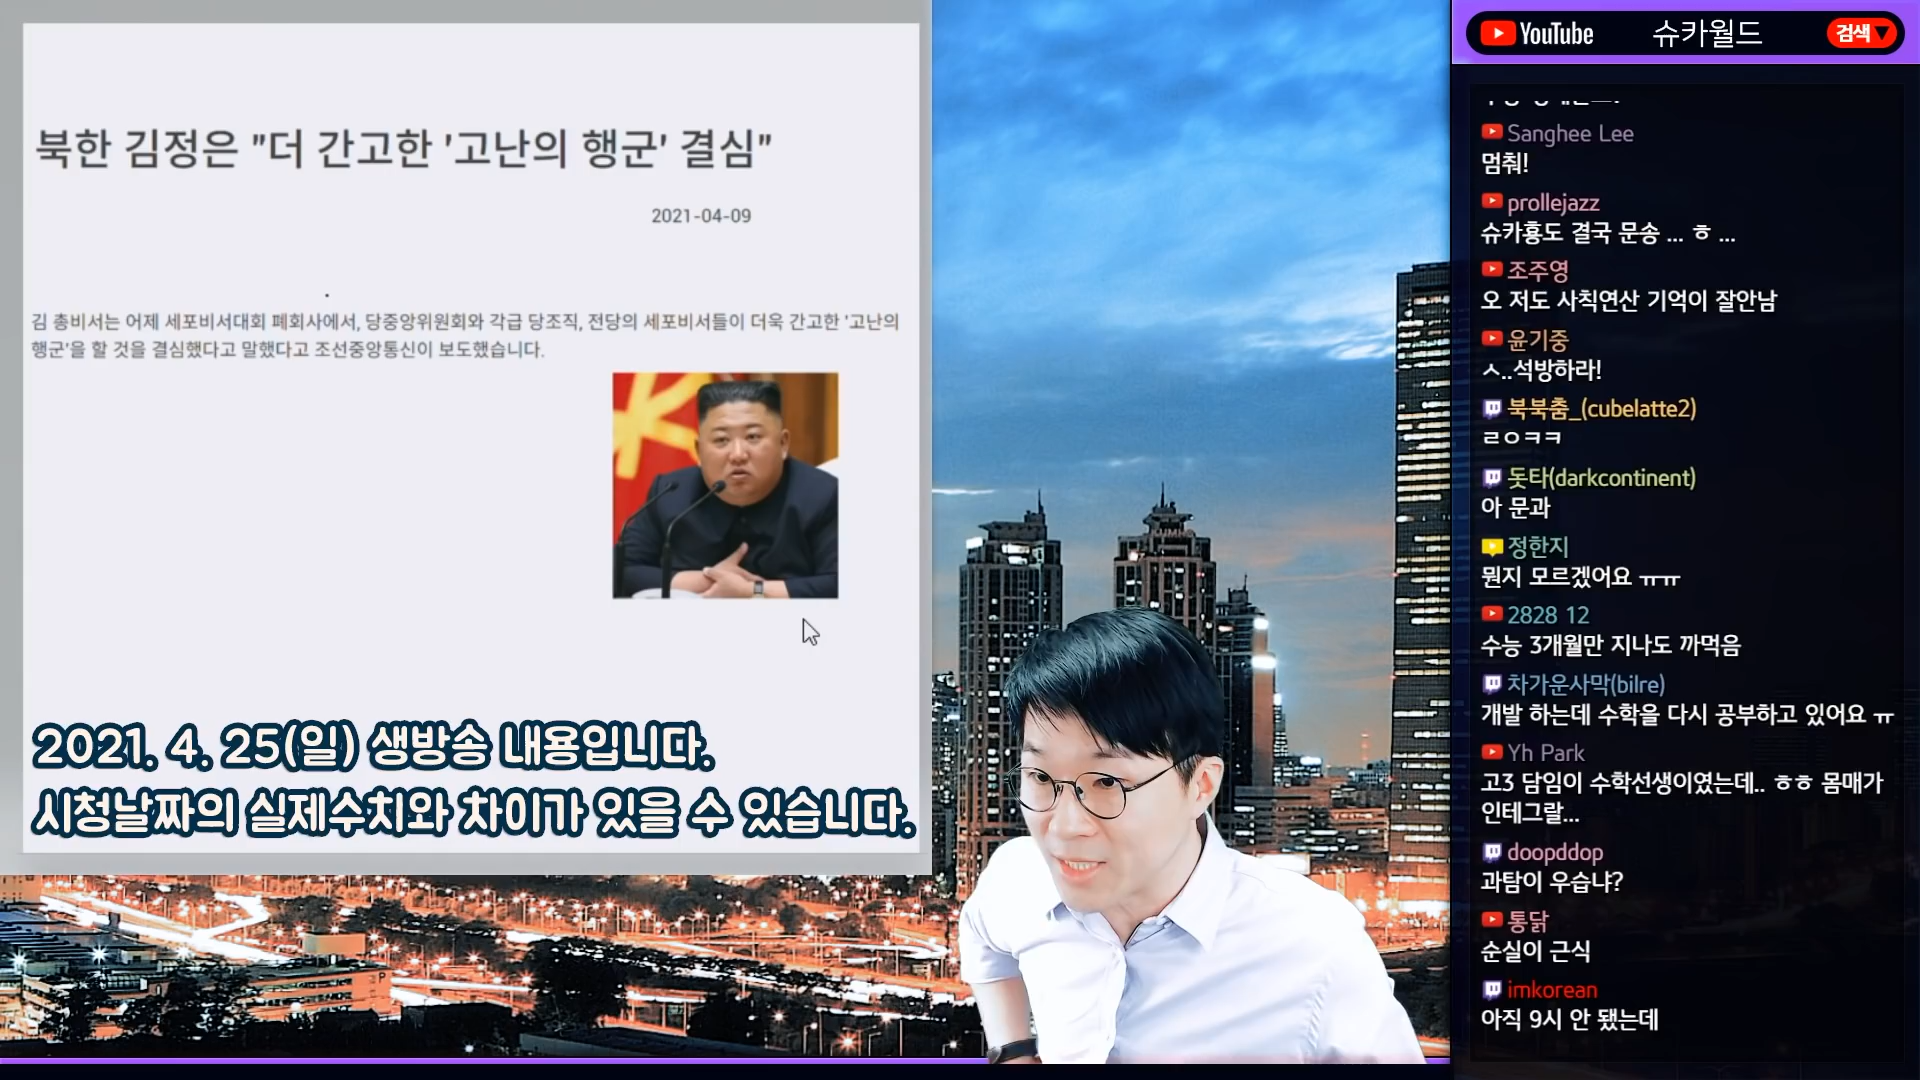 북한 김정은 "더 간고한 '고난의 행군' 결심"
2021-04-09
김 총비서는 어제 세포비서대회 폐회사에서, 당중앙위원회와 각급 당조직, 전당의 세포비서들이 더욱 간고한 '고난의
행군'을 할 것을 결심했다고 말했다고 조선중앙통신이 보도했습니다.
2021. 4. 25(일) 생방송 내용입니다.
시청날짜의 실제수치와 차이가 있을 수 있습니다.
KUMHO
P
YouTube 슈카월드 검색▼
Sanghee Lee
멈춰!
prollejazz
슈카횽도 결국 문송 ... ㅎ ...
조주영
오 저도 사칙연산 기억이 잘안남
윤기중
ㅅ..석방하라!
북북춤_(cubelatte2)
ㄹㅇㅋㅋ
돗타(darkcontinent)
아 문과
정한지
뭔지 모르겠어요 ㅠㅠ
2828 12
수능 3개월만 지나도 까먹음
차가운사막(bilre)
개발 하는데 수학을 다시 공부하고 있어요 ㅠ
Yh Park
고3 담임이 수학선생이였는데.. ㅎㅎ 몸매가
인테그랄...
doopddop
과탐이 우습냐?
통닭
순실이 근식
imkorean
아직 9시 안 됐는데